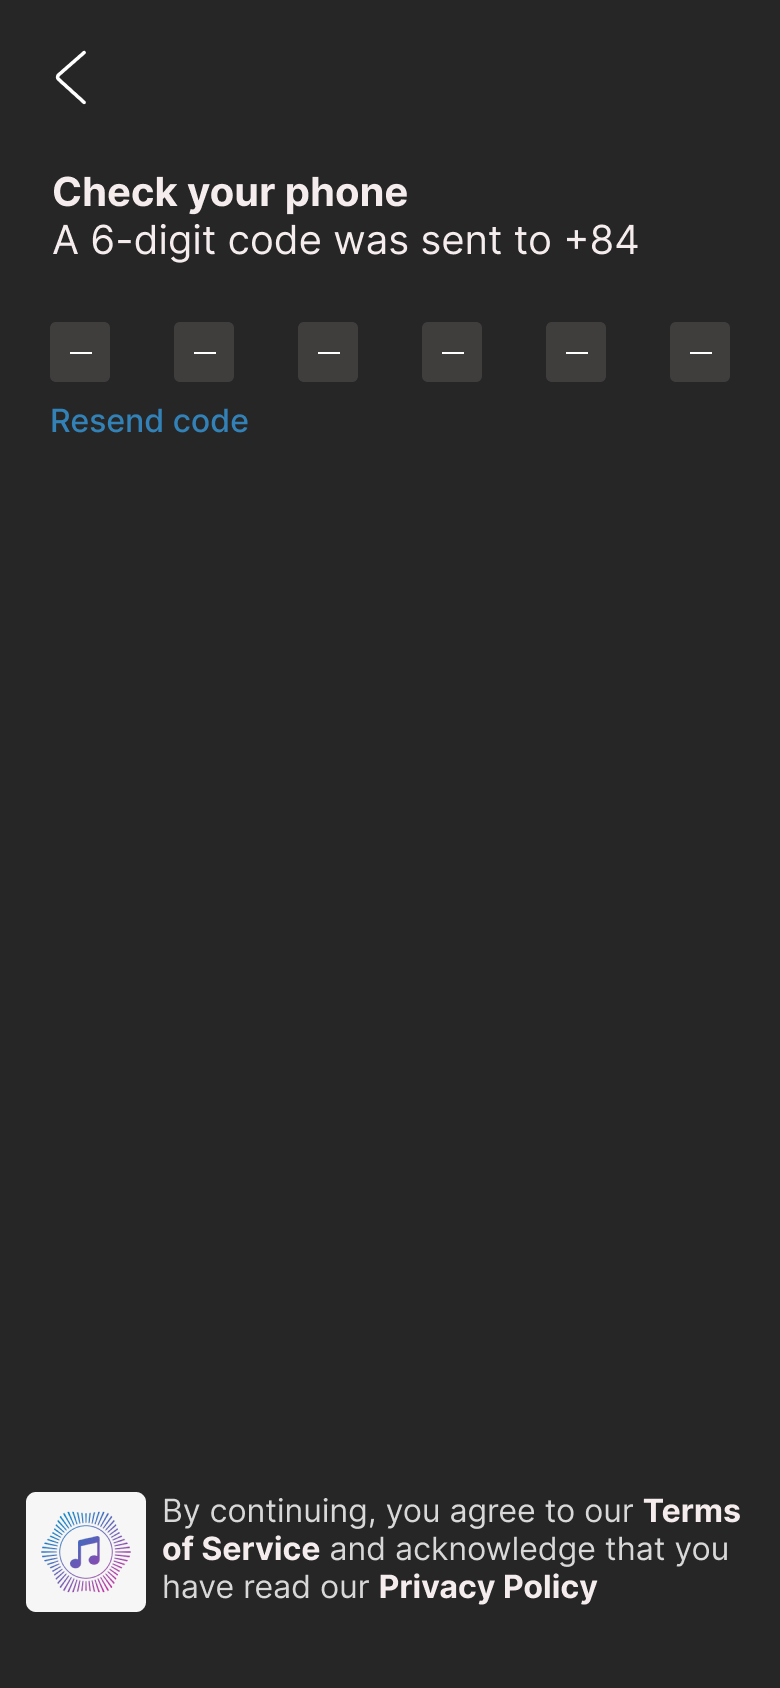 Check your phone
A 6-digit code was sent to +84
Resend code
By continuing, you agree to our Terms
of Service and acknowledge that you
have read our Privacy Policy